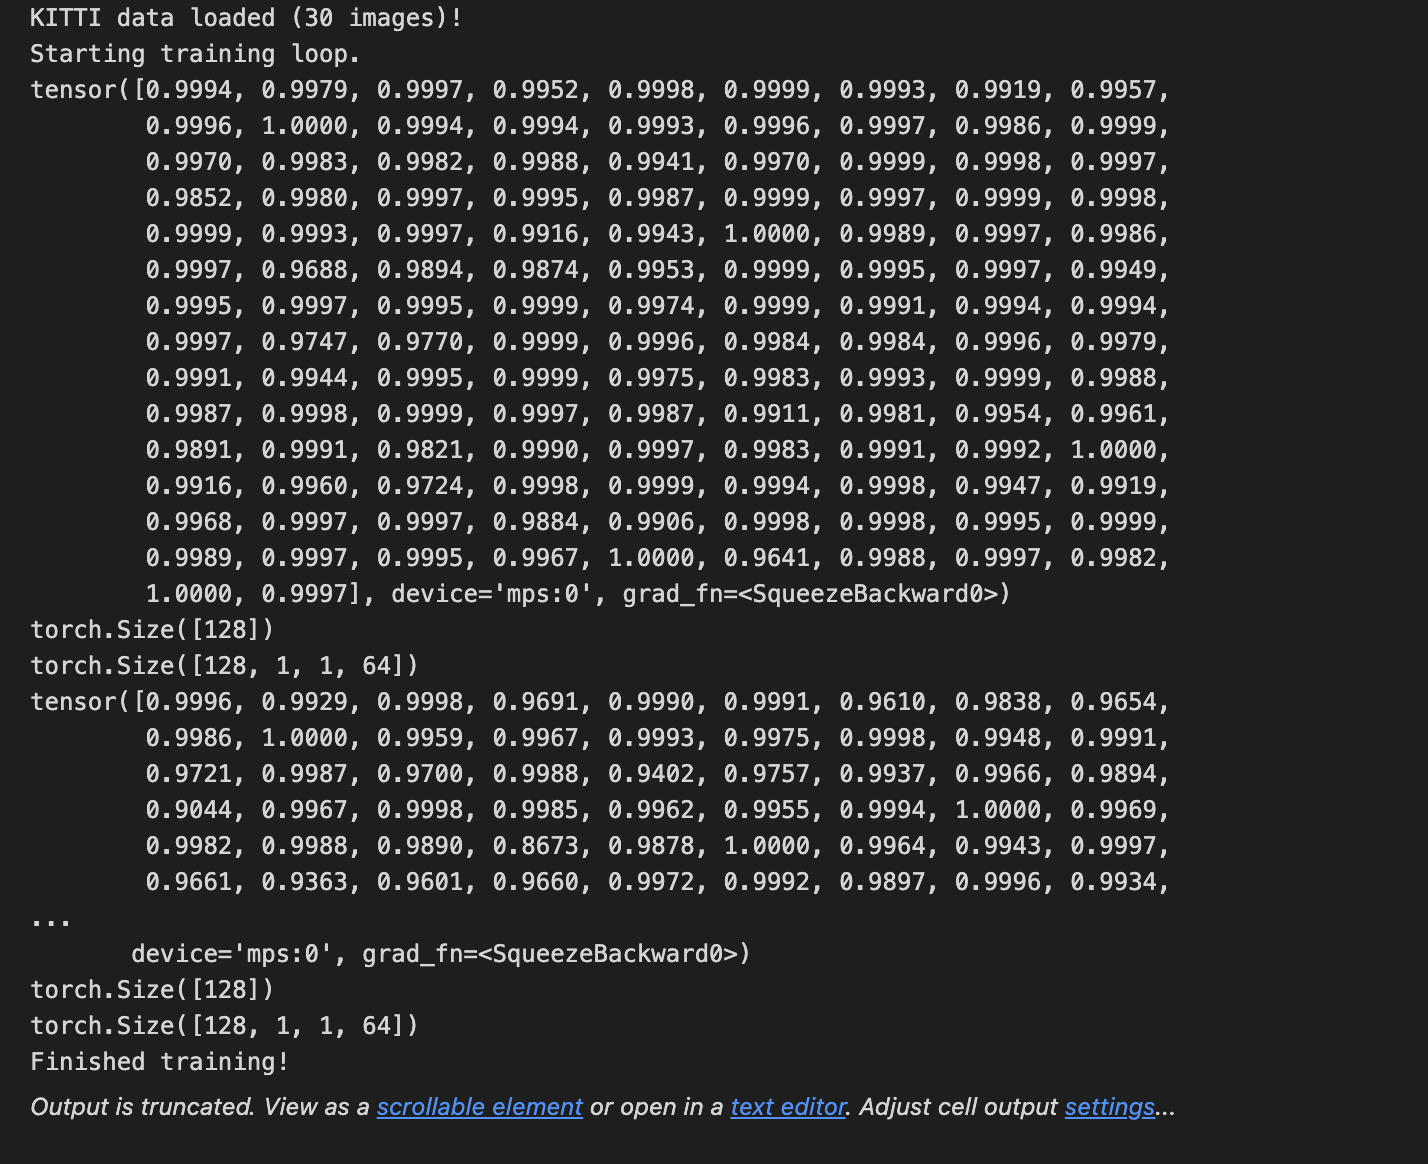 KITTI data loaded (30 images)!
Starting training loop.
tensor([0.9994, 0.9979, 0.9997, 0.9952, 0.9998, 0.9999, 0.9993, 0.9919, 0.9957,
0.9996, 1.0000, 0.9994, 0.9994, 0.9993, 0.9996, 0.9997, 0.9986, 0.9999,
0.9970, 0.9983, 0.9982, 0.9988, 0.9941, 0.9970, 0.9999, 0.9998, 0.9997,
0.9852, 0.9980, 0.9997, 0.9995, 0.9987, 0.9999, 0.9997, 0.9999, 0.9998,
0.9999, 0.9993, 0.9997, 0.9916, 0.9943, 1.0000, 0.9989, 0.9997, 0.9986,
0.9997, 0.9688, 0.9894, 0.9874, 0.9953, 0.9999, 0.9995, 0.9997, 0.9949,
0.9995, 0.9997, 0.9995, 0.9999, 0.9974, 0.9999, 0.9991, 0.9994, 0.9994,
0.9997, 0.9747, 0.9770, 0.9999, 0.9996, 0.9984, 0.9984, 0.9996, 0.9979,
0.9991, 0.9944, 0.9995, 0.9999, 0.9975, 0.9983, 0.9993, 0.9999, 0.9988,
0.9987, 0.9998, 0.9999, 0.9997, 0.9987, 0.9911, 0.9981, 0.9954, 0.9961,
0.9891, 0.9991, 0.9821, 0.9990, 0.9997, 0.9983, 0.9991, 0.9992, 1.0000,
0.9916, 0.9960, 0.9724, 0.9998, 0.9999, 0.9994, 0.9998, 0.9947, 0.9919,
0.9968, 0.9997, 0.9997, 0.9884, 0.9906, 0.9998, 0.9998, 0.9995, 0.9999,
0.9989, 0.9997, 0.9995, 0.9967, 1.0000, 0.9641, 0.9988, 0.9997, 0.9982,
1.0000, 0.9997], device='mps:0', grad_fn=<SqueezeBackward0>)
torch.Size([128])
torch.Size([128, 1, 1, 64])
tensor([0.9996, 0.9929, 0.9998, 0.9691, 0.9990, 0.9991, 0.9610, 0.9838, 0.9654,
0.9986, 1.0000, 0.9959, 0.9967, 0.9993, 0.9975, 0.9998, 0.9948, 0.9991,
0.9721, 0.9987, 0.9700, 0.9988, 0.9402, 0.9757, 0.9937, 0.9966, 0.9894,
0.9044, 0.9967, 0.9998, 0.9985, 0.9962, 0.9955, 0.9994, 1.0000, 0.9969,
0.9982, 0.9988, 0.9890, 0.8673, 0.9878, 1.0000, 0.9964, 0.9943, 0.9997,
0.9661, 0.9363, 0.9601, 0.9660, 0.9972, 0.9992, 0.9897, 0.9996, 0.9934,
...
device='mps:0', grad_fn=<SqueezeBackward0>)
torch.Size([128])
torch.Size([128, 1, 1, 64])
Finished training!
Output is truncated. View as a scrollable element or open in a text editor. Adjust cell output settings...